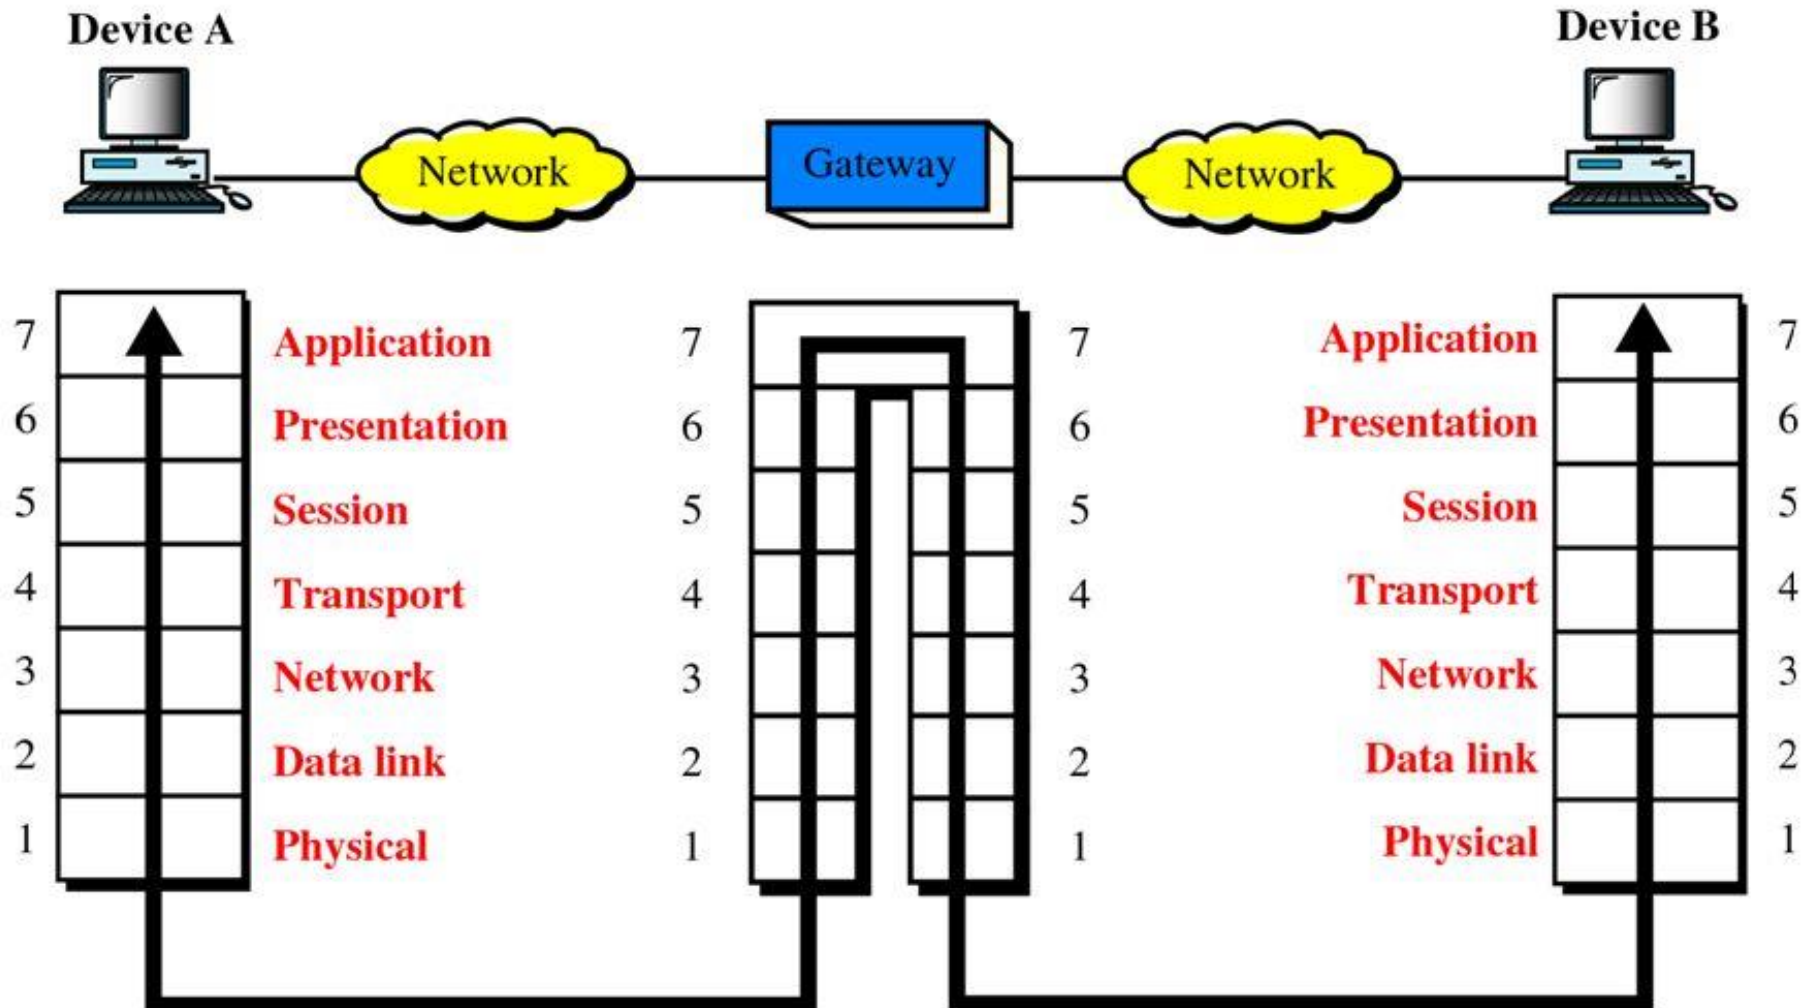 Device A
Device B
Network
Gateway
Network
7 Application 7 7 Application 7
6 Presentation 6 6 Presentation 6
5 Session 5 5 Session 5
4 Transport 4 4 Transport 4
3 Network 3 3 Network 3
2 Data link 2 2 Data link 2
1 Physical 1 1 Physical 1